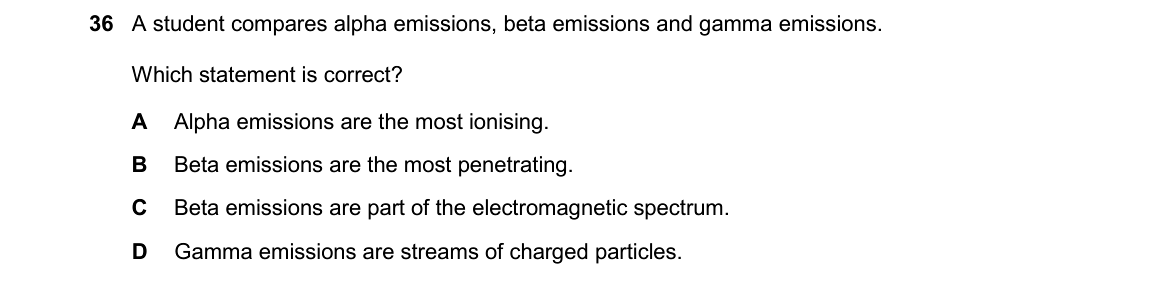 36 A student compares alpha emissions, beta emissions and gamma emissions.
Which statement is correct?
A Alpha emissions are the most ionising.
B Beta emissions are the most penetrating.
C Beta emissions are part of the electromagnetic spectrum.
D Gamma emissions are streams of charged particles.